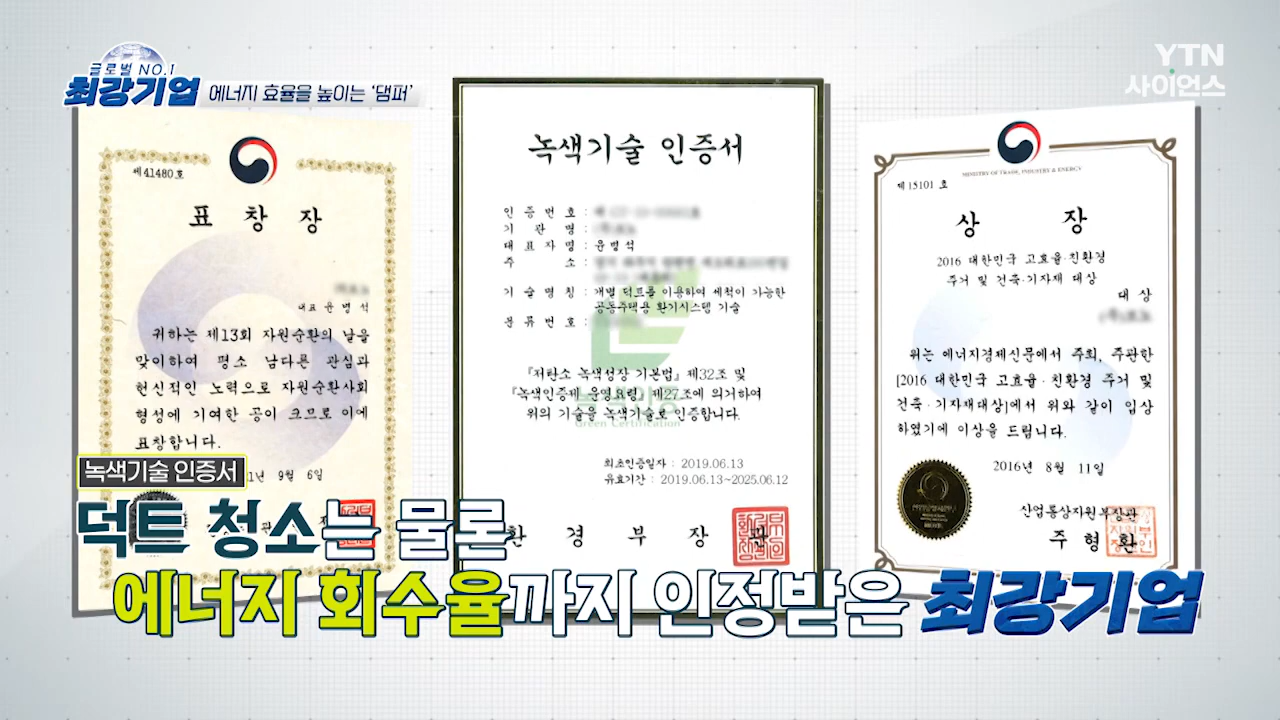 글로벌 NO.1
최강기업 에너지 효율을 높이는 '댐퍼'
YTN
사이언스
제41480호
표 창 장
대표 윤병석
귀하는 제13회 자원순환의 날을
맞이하여 평소 남다른 관심과
헌신적인 노력으로 자원순환사회
형성에 기여한 공이 크므로 이에
표창합니다.
1년 9월 6일
녹색기술 인증서
인 증 번 호 :
기 관 명 :
대 표 자 명 : 윤병석
주 소 :
기 술 명 칭 : 개별 덕트를 이용하여 세척이 가능한
공동주택용 환기시스템 기술
분 류 번 호 :
『저탄소 녹색성장 기본법』 제32조 및
『녹색인증제 운영요령』 제27조에 의거하여
위의 기술을 녹색기술로 인증합니다.
Green Certification
최초인증일자 : 2019.06.13
유효기간 : 2019.06.13~2025.06.12
환 경 부 장 관
MINISTRY OF TRADE, INDUSTRY & ENERGY
제 15101 호
상 장
2016 대한민국 고효율·친환경
주거 및 건축·기자재 대상
대 상
위는 에너지경제신문에서 주최, 주관한
[2016 대한민국 고효율·친환경 주거 및
건축·기자재대상]에서 위와 같이 입상
하였기에 이상을 드립니다.
2016년 8월 11일
산업통상자원부장관
주 형 환
녹색기술 인증서
덕트 청소는 물론
에너지 회수율까지 인정받은 최강기업